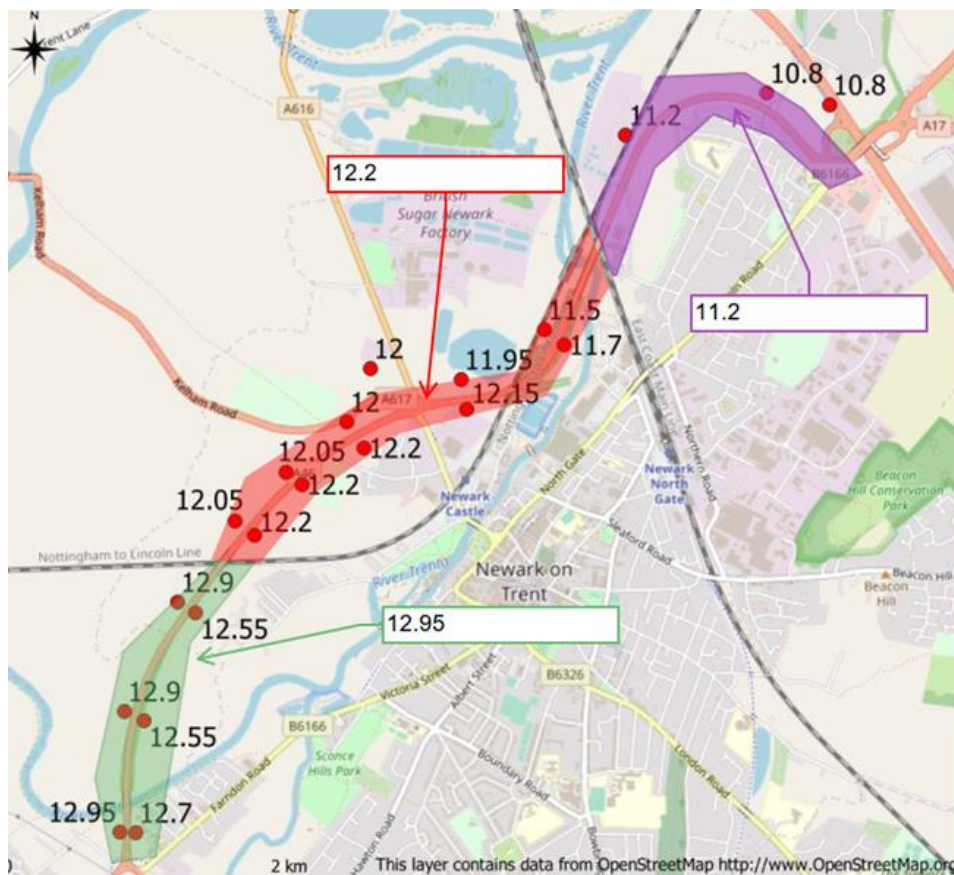 N
Trent Lane
River Trent
River Trent
A616
10.8
10.8
11.2
A17
12.2
B6166
British
Sugar Newark
Factory
Kelham Road
11.2
11.5
11.7
12
11.95
A617
12.15
Kelham Road
12
North Gate
12.05
A46
12.2
12.2
12.05
12.2
Newark
Castle
Newark
North
Gate
Northern Road
Beacon
Hill Conservation
Park
Sleaford Road
Nottingham to Lincoln Line
River Trent
Newark on
Trent
Beacon Hill
Beacon
Hill
12.9
12.55
12.95
Victoria Street
Albert Street
B6326
12.9
12.55
B6166
Sconce
Hills Park
Farndon Road
Boundary Road
London Road
12.95
12.7
Hawton Road
2 km
This layer contains data from OpenStreetMap http://www.OpenStreetMap.org